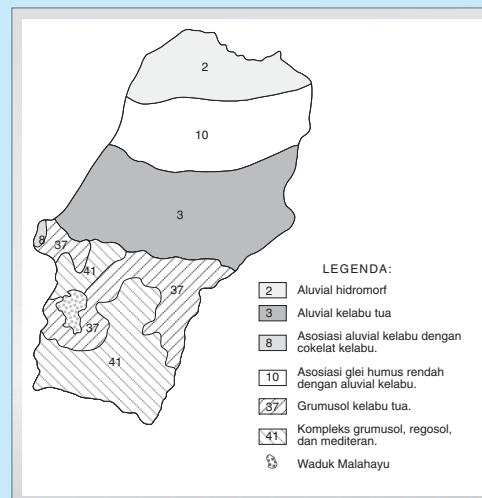 2
10
3
8
37
41
37
37
41
LEGENDA:
2 Aluvial hidromorf
3 Aluvial kelabu tua
8 Asosiasi aluvial kelabu dengan
cokelat kelabu.
10 Asosiasi glei humus rendah
dengan aluvial kelabu.
37 Grumusol kelabu tua.
41 Kompleks grumusol, regosol,
dan mediteran.
Waduk Malahayu